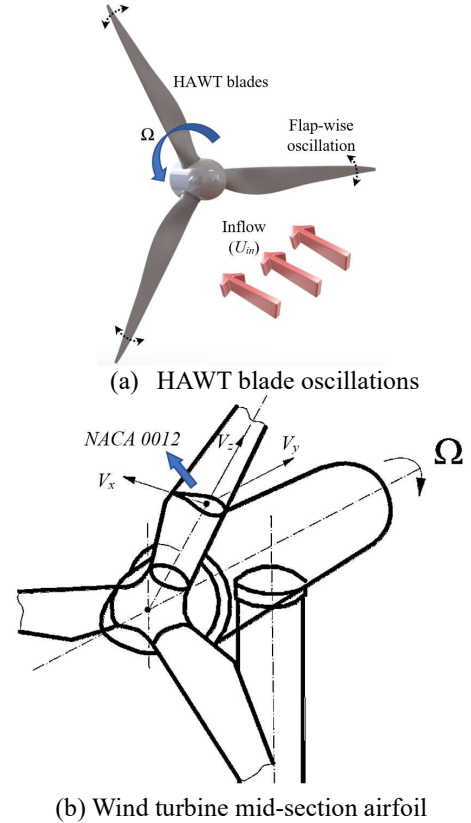 HAWT blades
Ω
Flap-wise
oscillation
Inflow
(Uin)
(a) HAWT blade oscillations
NACA 0012
Vz
Vy
Vx
Ω
(b) Wind turbine mid-section airfoil